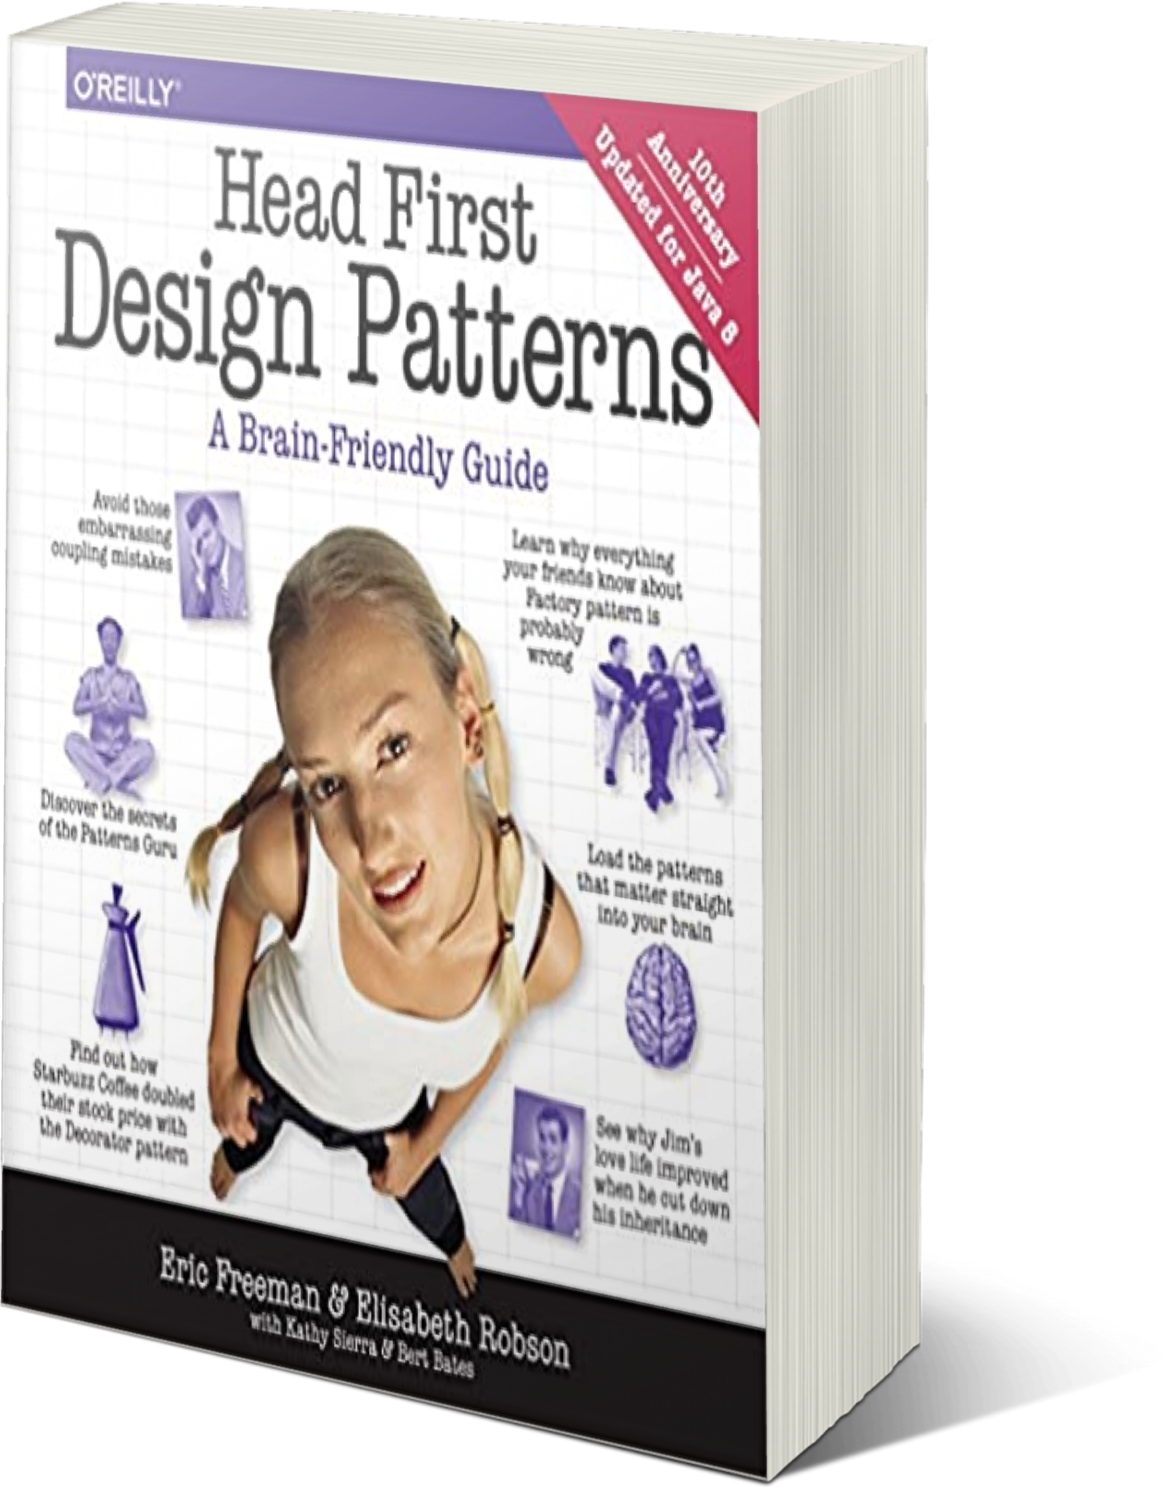 O'REILLY®
10th
Anniversary
Updated for Java 8
Head First
Design Patterns
A Brain-Friendly Guide
Avoid those
embarrassing
coupling mistakes
Learn why everything
your friends know about
Factory pattern is
probably
wrong
Discover the secrets
of the Patterns Guru
Load the patterns
that matter straight
into your brain
Find out how
Starbuzz Coffee doubled
their stock price with
the Decorator pattern
See why Jim's
love life improved
when he cut down
his inheritance
Eric Freeman & Elisabeth Robson
with Kathy Sierra & Bert Bates